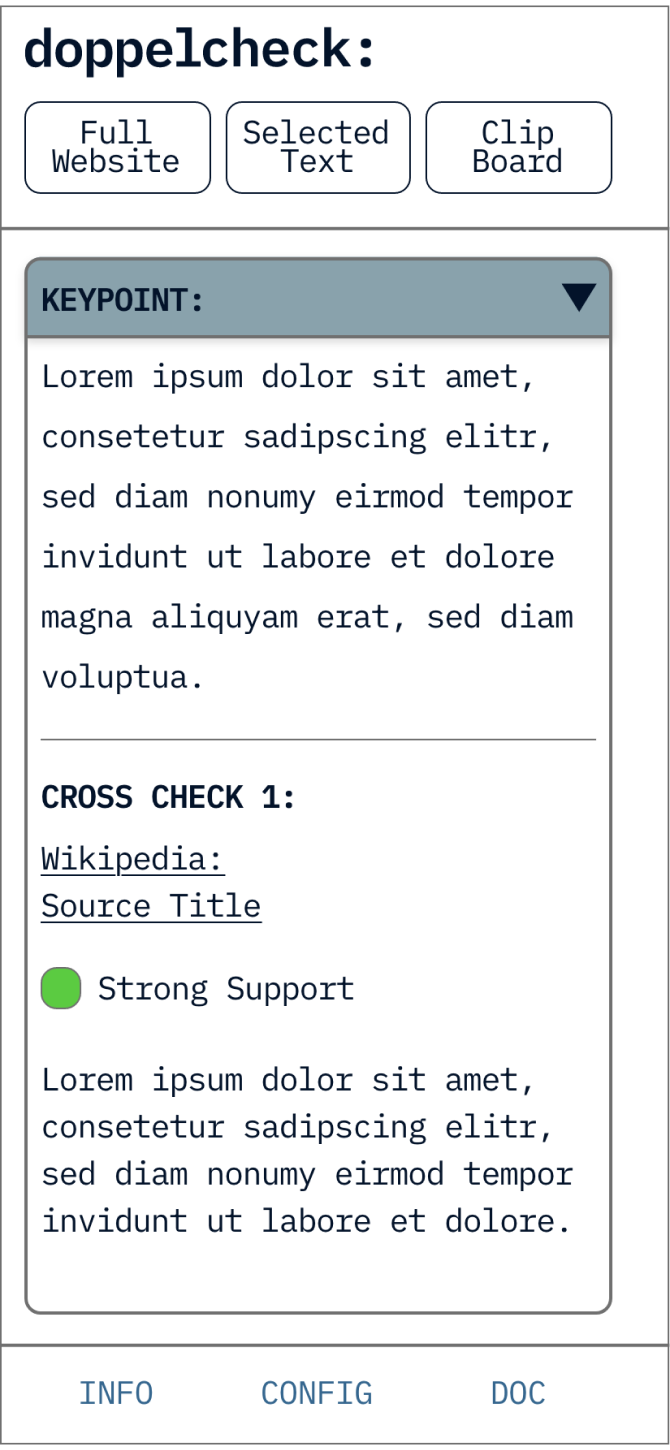 doppelcheck:
Full
Website
Selected
Text
Clip
Board
KEYPOINT:
Lorem ipsum dolor sit amet,
consetetur sadipscing elitr,
sed diam nonumy eirmod tempor
invidunt ut labore et dolore
magna aliquyam erat, sed diam
voluptua.
CROSS CHECK 1:
Wikipedia:
Source Title
Strong Support
Lorem ipsum dolor sit amet,
consetetur sadipscing elitr,
sed diam nonumy eirmod tempor
invidunt ut labore et dolore.
INFO CONFIG DOC